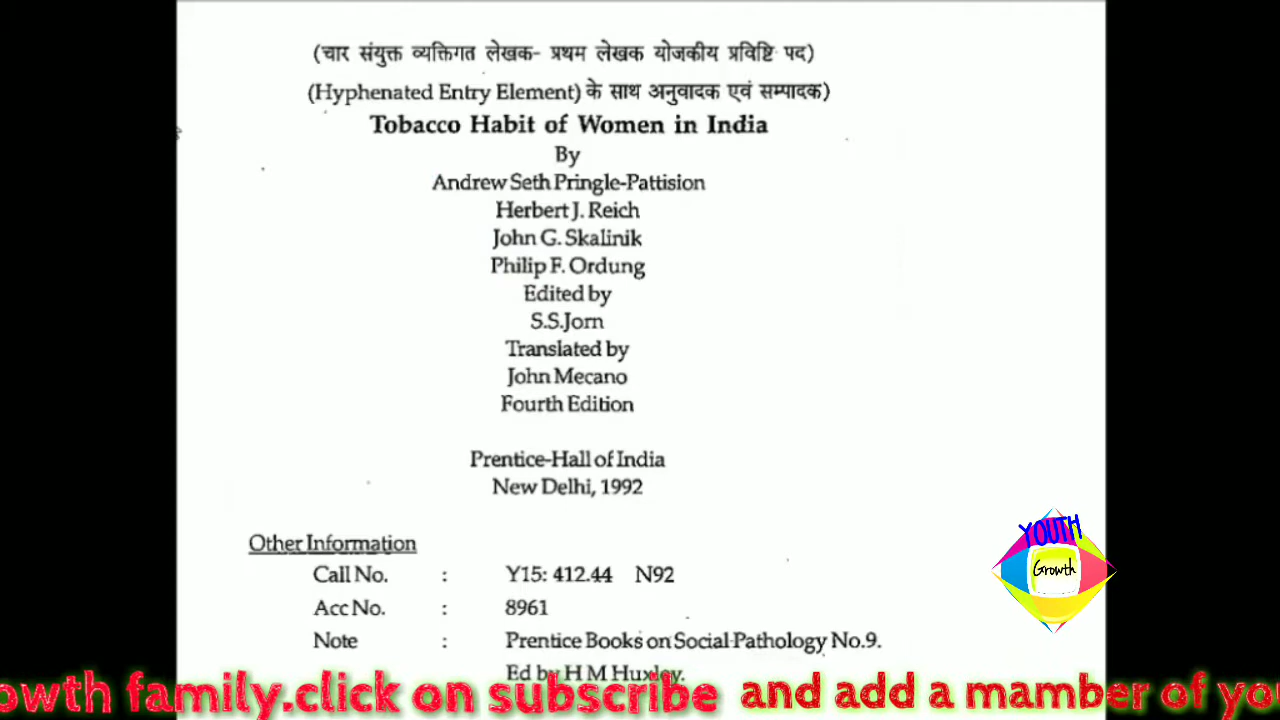 (चार संयुक्त व्यक्तिगत लेखक- प्रथम लेखक योजकीय प्रविष्टि पद)
(Hyphenated Entry Element) के साथ अनुवादक एवं सम्पादक)
Tobacco Habit of Women in India
By
Andrew Seth Pringle-Pattision
Herbert J. Reich
John G. Skalinik
Philip F. Ordung
Edited by
S.S.Jorn
Translated by
John Mecano
Fourth Edition
Prentice-Hall of India
New Delhi, 1992
Other Information
Call No. : Y15: 412.44 N92
Acc No. : 8961
Note : Prentice Books on Social Pathology No.9.
Ed by H M Huxley.
YOUTH
Growth
owth family.click on subscribe and add a mamber of you